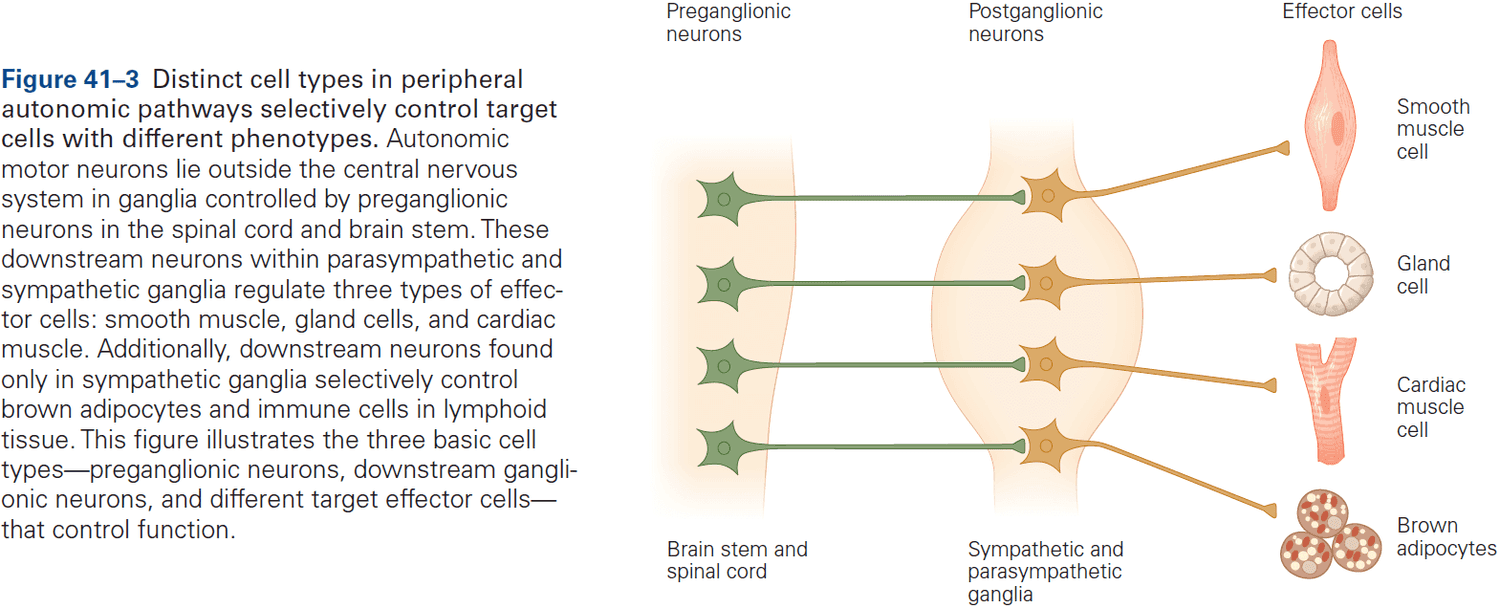 Figure 41–3 Distinct cell types in peripheral
autonomic pathways selectively control target
cells with different phenotypes. Autonomic
motor neurons lie outside the central nervous
system in ganglia controlled by preganglionic
neurons in the spinal cord and brain stem. These
downstream neurons within parasympathetic and
sympathetic ganglia regulate three types of effec-
tor cells: smooth muscle, gland cells, and cardiac
muscle. Additionally, downstream neurons found
only in sympathetic ganglia selectively control
brown adipocytes and immune cells in lymphoid
tissue. This figure illustrates the three basic cell
types—preganglionic neurons, downstream gangli-
onic neurons, and different target effector cells—
that control function.
Preganglionic
neurons
Postganglionic
neurons
Effector cells
Smooth
muscle
cell
Gland
cell
Cardiac
muscle
cell
Brown
adipocytes
Brain stem and
spinal cord
Sympathetic and
parasympathetic
ganglia